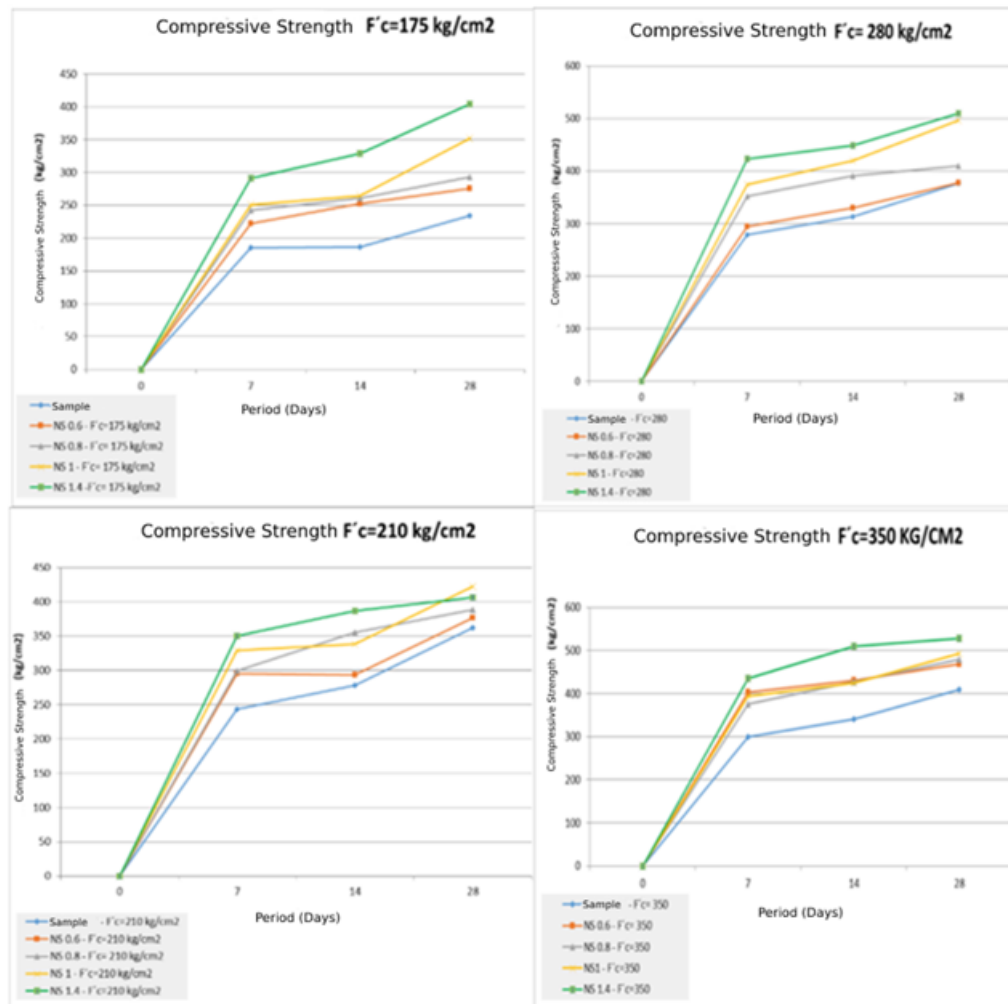 Compressive Strength F´c=175 kg/cm2
450
400
350
300
250
200
150
100
50
0
Compressive Strength (kg/cm2)
0 7 14 28
Period (Days)
Sample
NS 0.6 - F´c=175 kg/cm2
NS 0.8 - F´c= 175 kg/cm2
NS 1 - F´c= 175 kg/cm2
NS 1.4 -F´c= 175 kg/cm2
Compressive Strength F´c= 280 kg/cm2
600
500
400
300
200
100
0
Compressive Strength (kg/cm2)
0 7 14 28
Period (Days)
Sample - F´c=280
NS 0.6 - F´c=280
NS 0.8 - F´c=280
NS 1 - F´c=280
NS 1.4 - F´c=280
Compressive Strength F´c=210 kg/cm2
450
400
350
300
250
200
150
100
50
0
Compressive Strength (kg/cm2)
0 7 14 28
Period (Days)
Sample - F´c=210 kg/cm2
NS 0.6 - F´c=210 kg/cm2
NS 0.8 - F´c= 210 kg/cm2
NS 1 - F´c=210 kg/cm2
NS 1.4 - F´c=210 kg/cm2
Compressive Strength F´c=350 KG/CM2
600
500
400
300
200
100
0
Compressive Strength (kg/cm2)
0 7 14 28
Period (Days)
Sample - F´c= 350
NS 0.6 - F´c= 350
NS 0.8 - F´c=350
NS1 - F´c=350
NS 1.4 - F´c=350